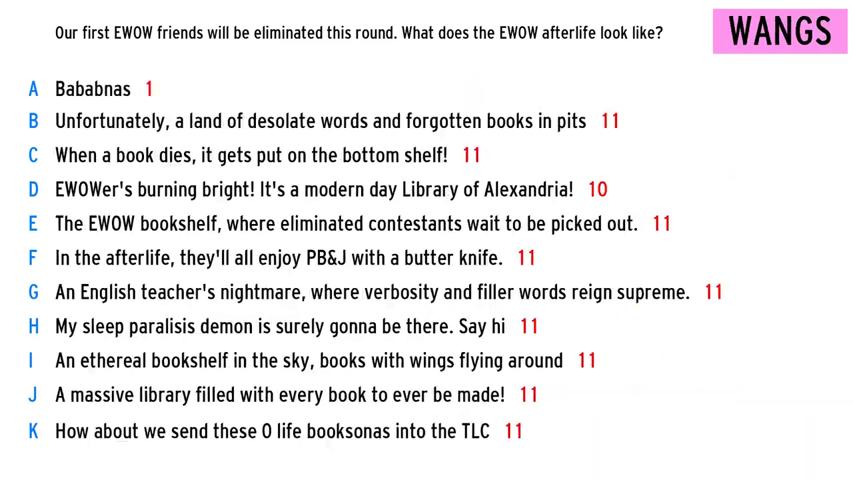 Our first EWOW friends will be eliminated this round. What does the EWOW afterlife look like?
WANGS
A Bababnas 1
B Unfortunately, a land of desolate words and forgotten books in pits 11
C When a book dies, it gets put on the bottom shelf! 11
D EWOWer's burning bright! It's a modern day Library of Alexandria! 10
E The EWOW bookshelf, where eliminated contestants wait to be picked out. 11
F In the afterlife, they'll all enjoy PB&J with a butter knife. 11
G An English teacher's nightmare, where verbosity and filler words reign supreme. 11
H My sleep paralisis demon is surely gonna be there. Say hi 11
I An ethereal bookshelf in the sky, books with wings flying around 11
J A massive library filled with every book to ever be made! 11
K How about we send these 0 life booksonas into the TLC 11